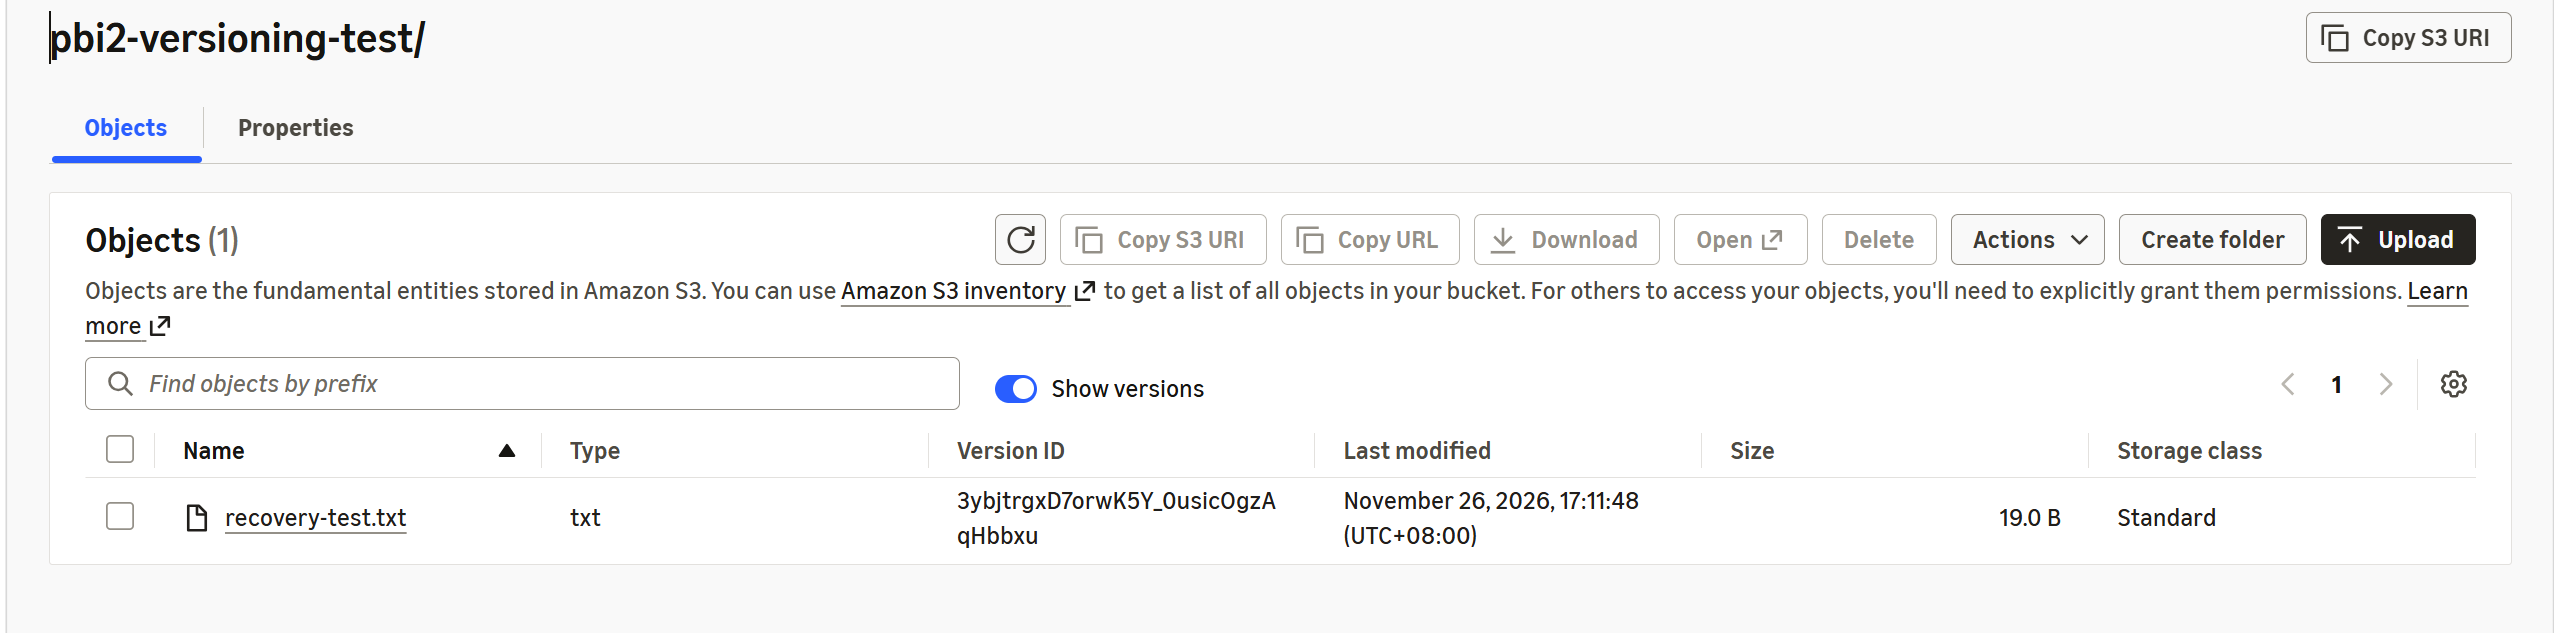 pbi2-versioning-test/
Copy S3 URI
Objects
Properties
Objects (1)
Copy S3 URI
Copy URL
Download
Open
Delete
Actions
Create folder
Upload
Objects are the fundamental entities stored in Amazon S3. You can use Amazon S3 inventory to get a list of all objects in your bucket. For others to access your objects, you'll need to explicitly grant them permissions. Learn
more
Find objects by prefix
Show versions
1
Name
Type
Version ID
Last modified
Size
Storage class
recovery-test.txt
txt
3ybjtrgxD7orwK5Y_0usicOgzA
qHbbxu
November 26, 2026, 17:11:48
(UTC+08:00)
19.0 B
Standard